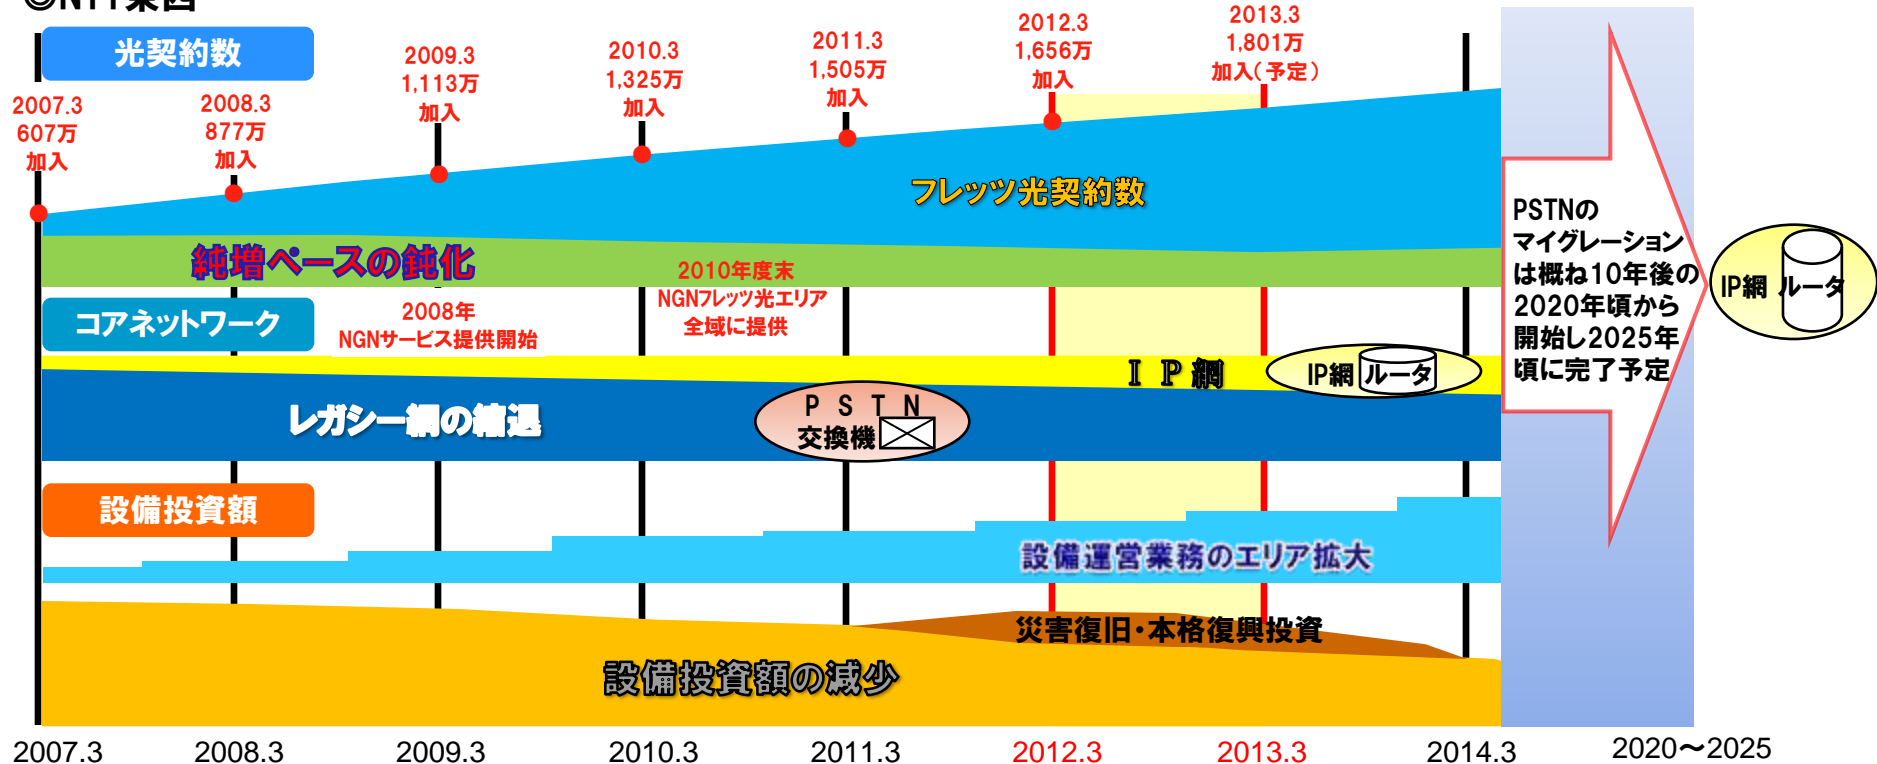 ◎NTT東西
光契約数
2007.3
607万
加入
2008.3
877万
加入
2009.3
1,113万
加入
2010.3
1,325万
加入
2011.3
1,505万
加入
2012.3
1,656万
加入
2013.3
1,801万
加入(予定)
フレッツ光契約数
純増ペースの鈍化
コアネットワーク
2008年
NGNサービス提供開始
2010年度末
NGNフレッツ光エリア
全域に提供
IP網
IP網 ルータ
レガシー網の縮退
PSTN
交換機
設備投資額
設備運営業務のエリア拡大
災害復旧・本格復興投資
設備投資額の減少
PSTNの
マイグレーション
は概ね10年後の
2020年頃から
開始し2025年
頃に完了予定
IP網 ルータ
2007.3
2008.3
2009.3
2010.3
2011.3
2012.3
2013.3
2014.3
2020～2025